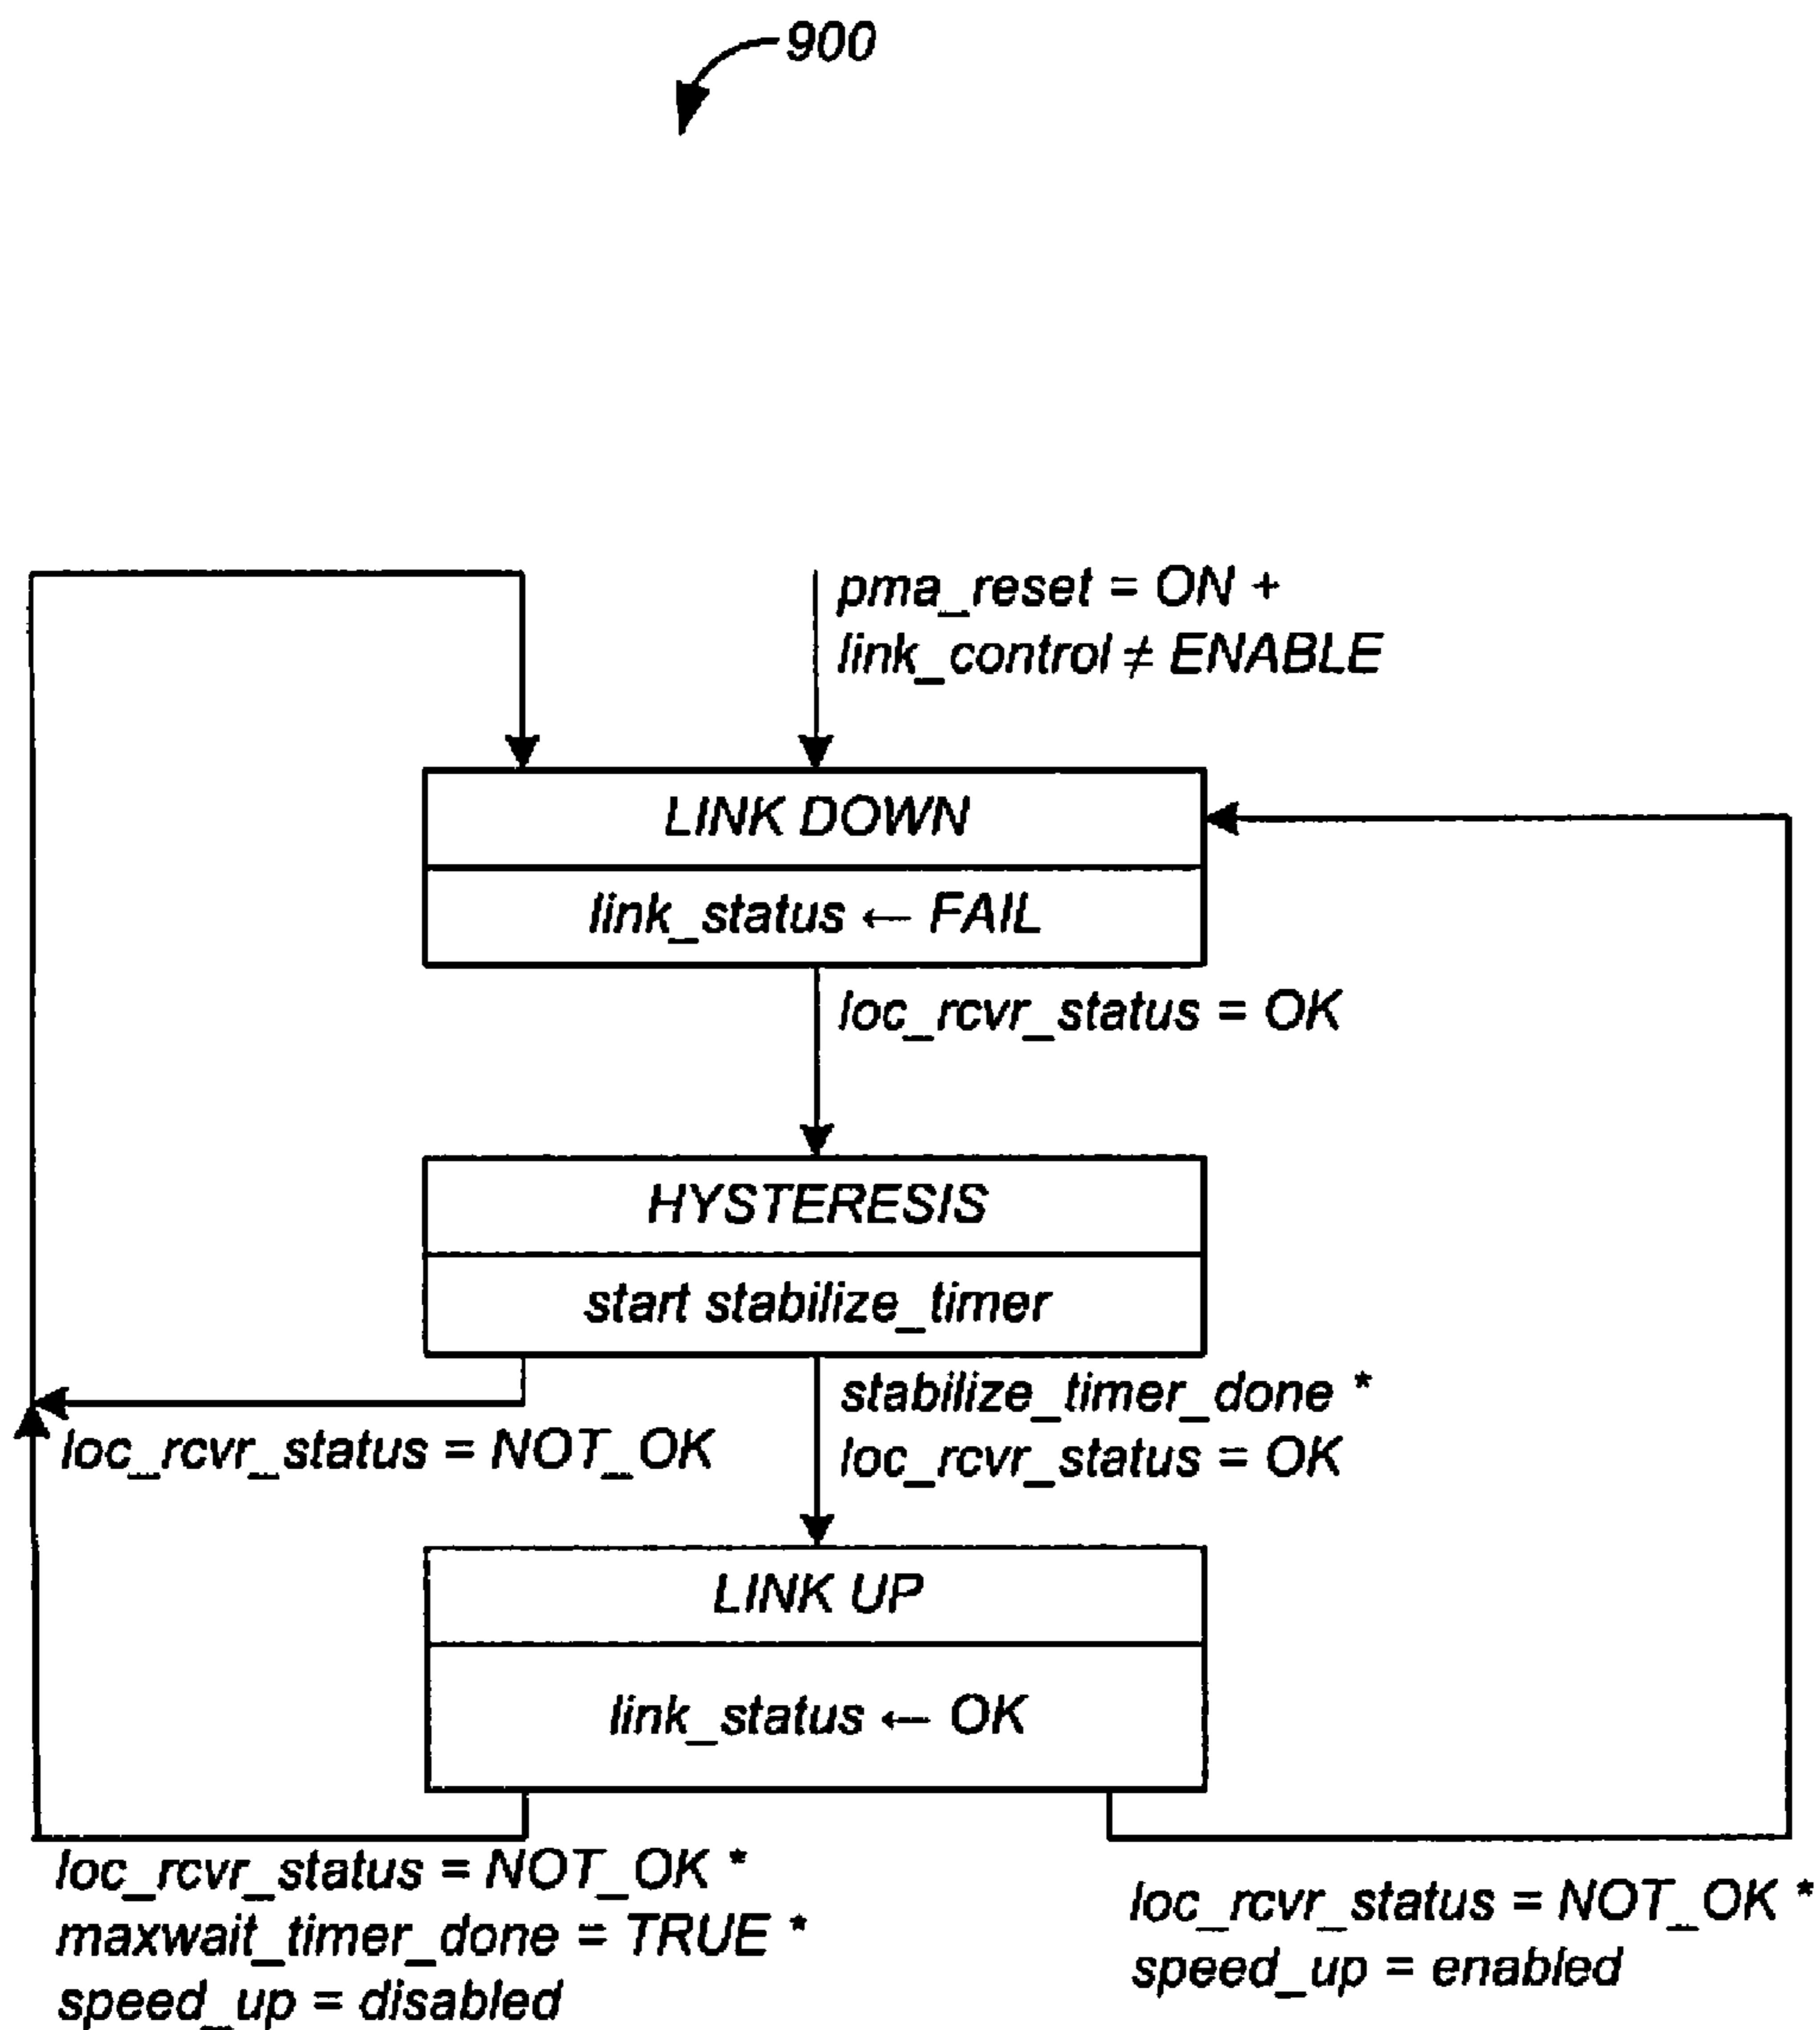 900
pma_reset = ON +
link_control ≠ ENABLE
LINK DOWN
link_status ← FAIL
loc_rcvr_status = OK
HYSTERESIS
start stabilize_timer
stabilize_timer_done *
loc_rcvr_status = OK
loc_rcvr_status = NOT_OK
LINK UP
link_status ← OK
loc_rcvr_status = NOT_OK *
maxwait_timer_done = TRUE *
speed_up = disabled
loc_rcvr_status = NOT_OK *
speed_up = enabled